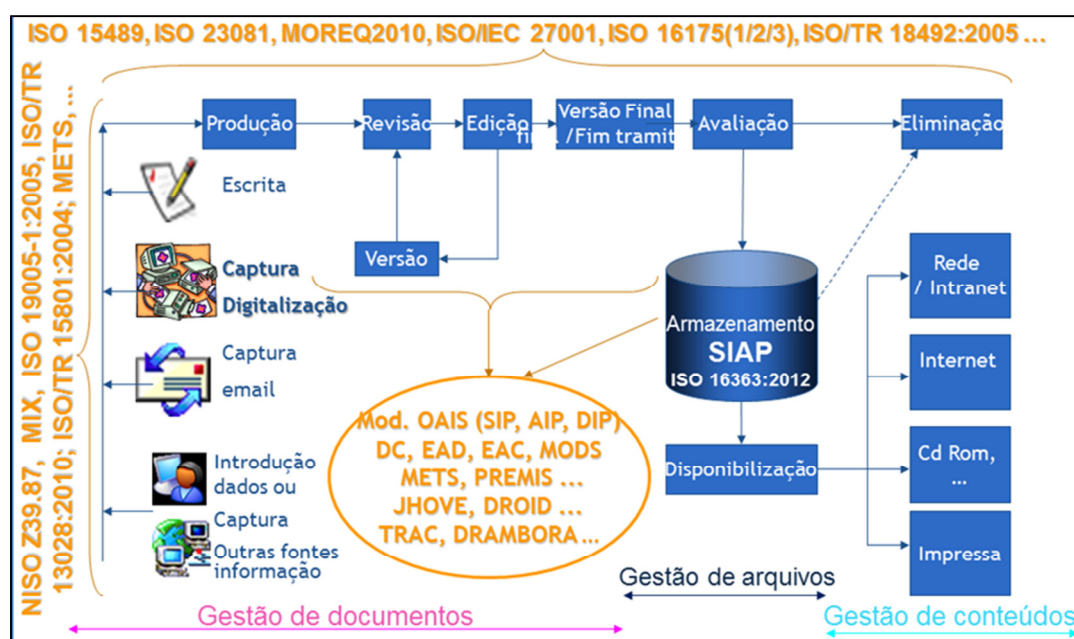 ISO 15489, ISO 23081, MOREQ2010, ISO/IEC 27001, ISO 16175(1/2/3), ISO/TR 18492:2005 ...
NISO Z39.87, MIX, ISO 19005-1:2005, ISO/TR
13028:2010; ISO/TR 15801:2004; METS, ...
Produção
Revisão
Edição
Versão Final
/Fim tramit
Avaliação
Eliminação
Escrita
Versão
Captura
Digitalização
Captura
email
Introdução
dados ou
Captura
Outras fontes
informação
Armazenamento
SIAP
ISO 16363:2012
Mod. OAIS (SIP, AIP, DIP)
DC, EAD, EAC, MODS
METS, PREMIS ...
JHOVE, DROID ...
TRAC, DRAMBORA ...
Disponibilização
Rede
/ Intranet
Internet
Cd Rom,
...
Impressa
Gestão de documentos
Gestão de arquivos
Gestão de conteúdos